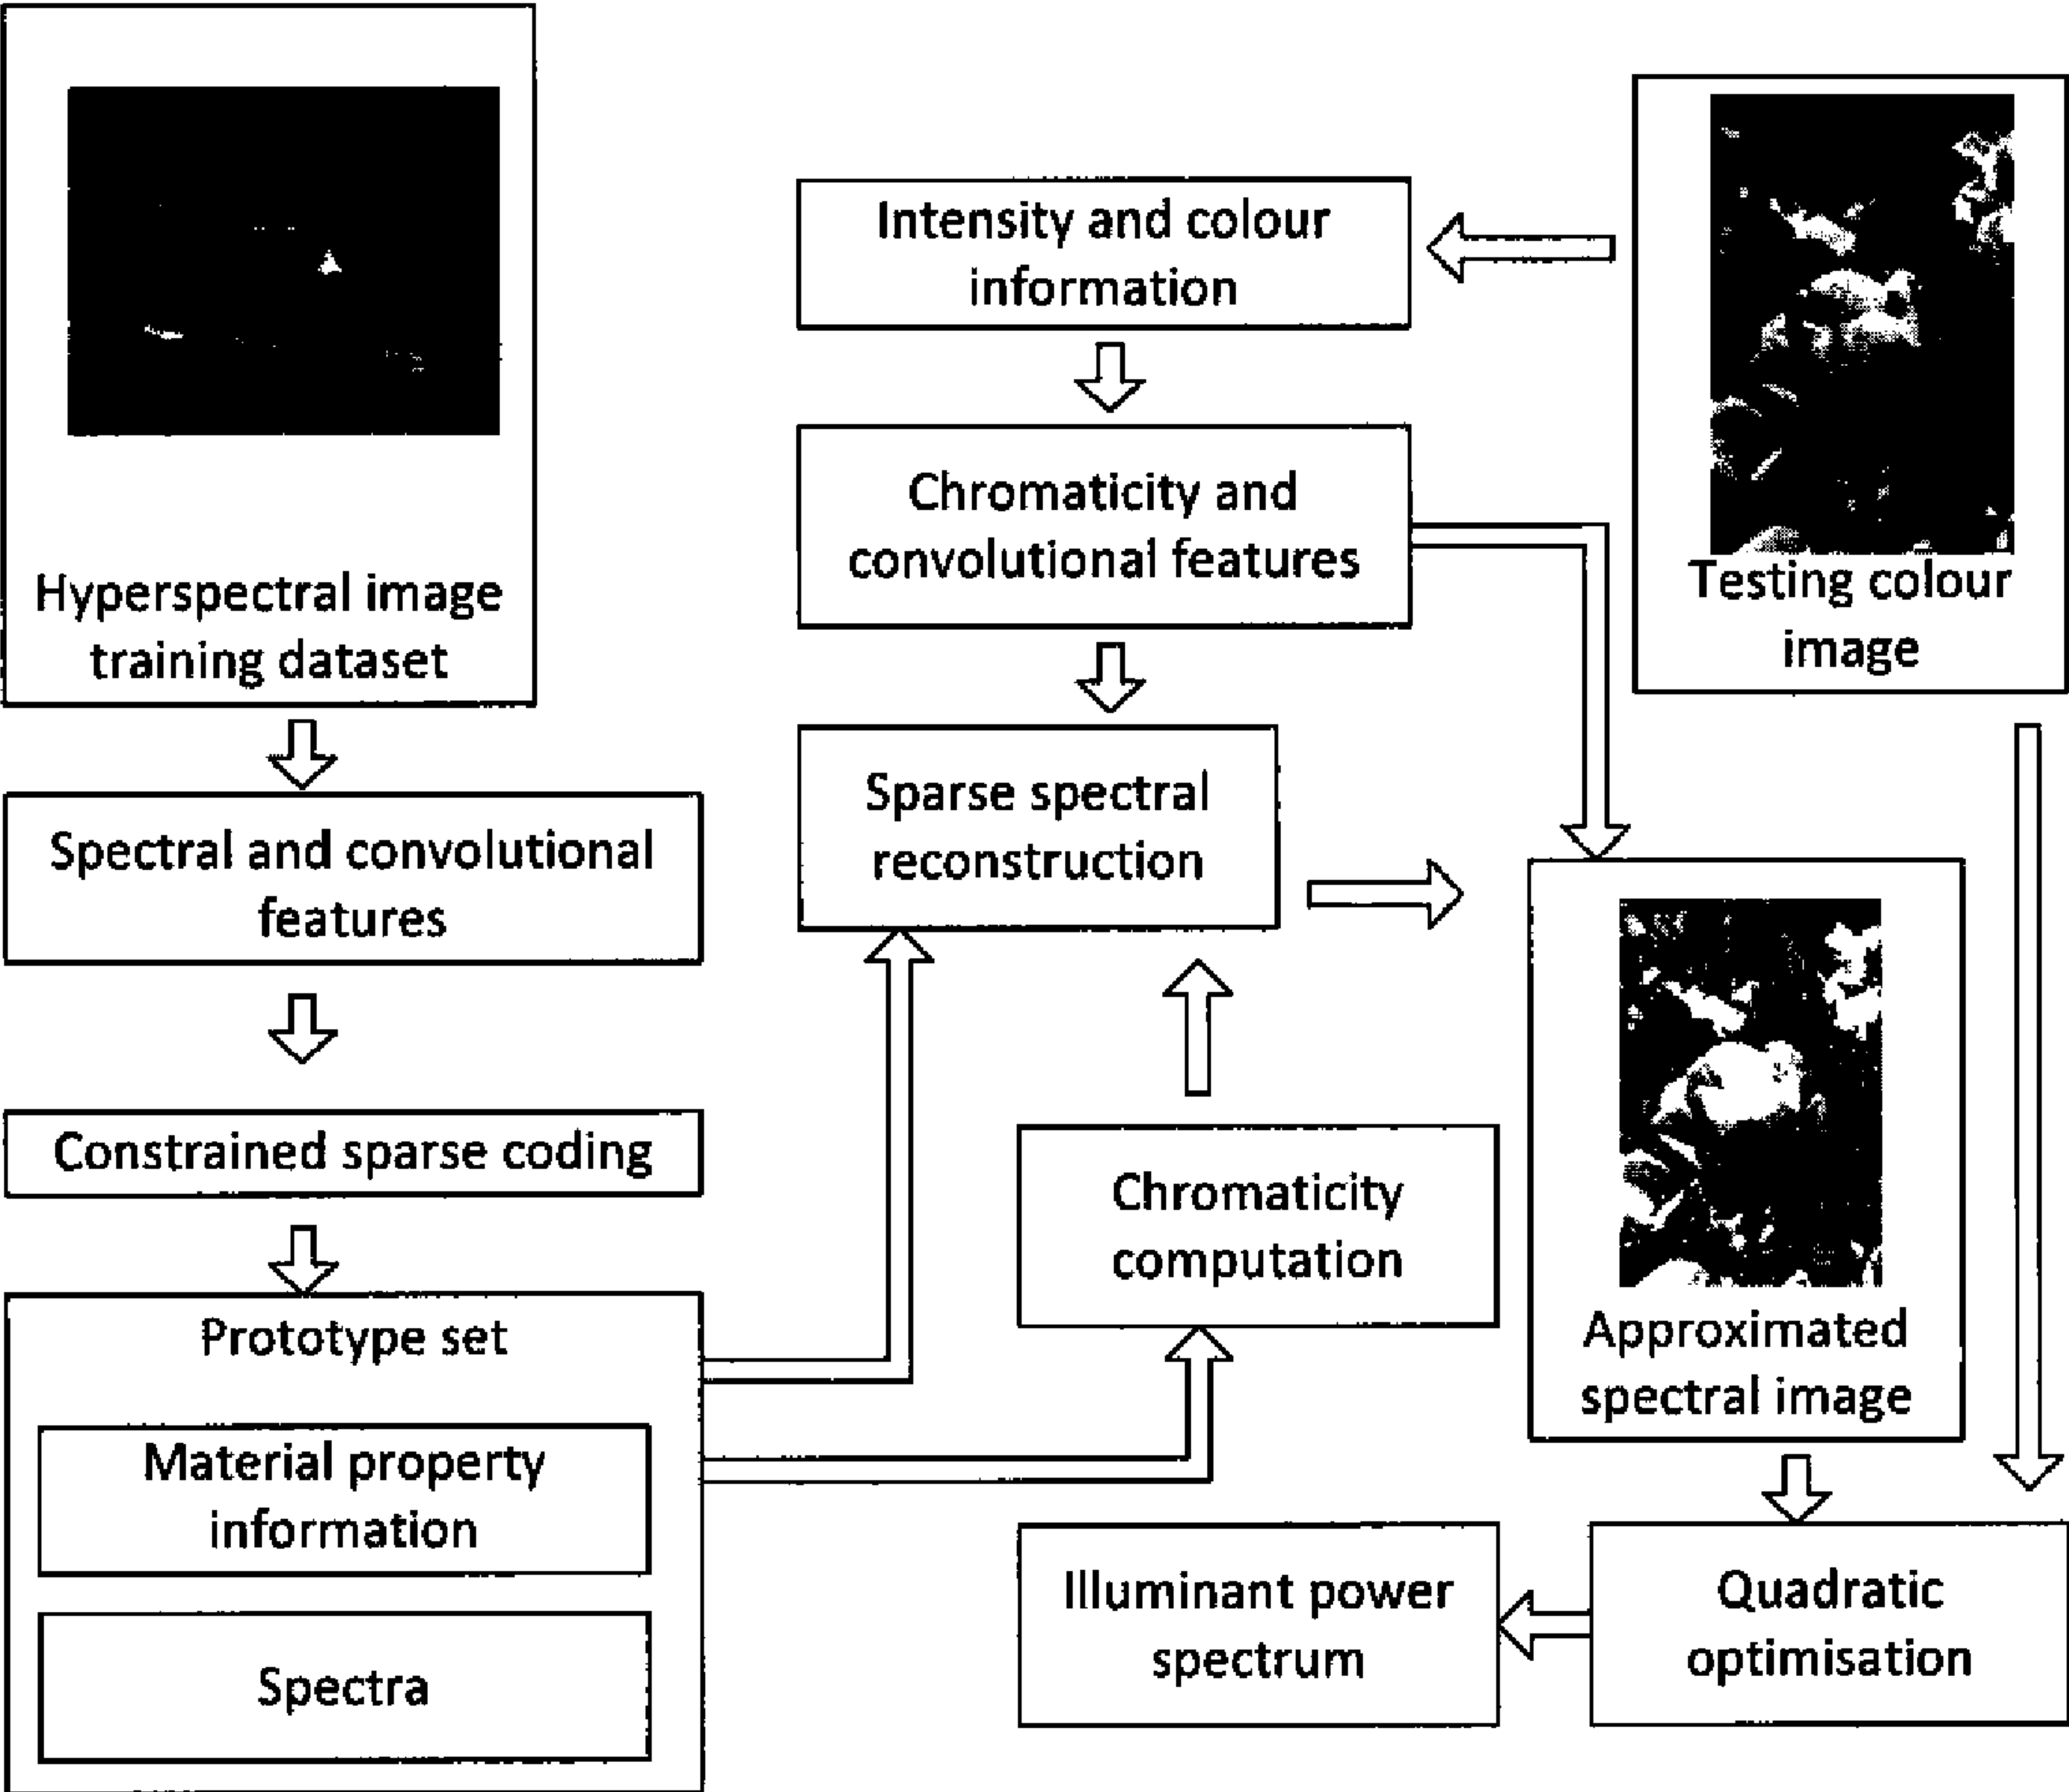 Hyperspectral image
training dataset
Spectral and convolutional
features
Constrained sparse coding
Prototype set
Material property
information
Spectra
Intensity and colour
information
Chromaticity and
convolutional features
Sparse spectral
reconstruction
Chromaticity
computation
Illuminant power
spectrum
Testing colour
image
Approximated
spectral image
Quadratic
optimisation